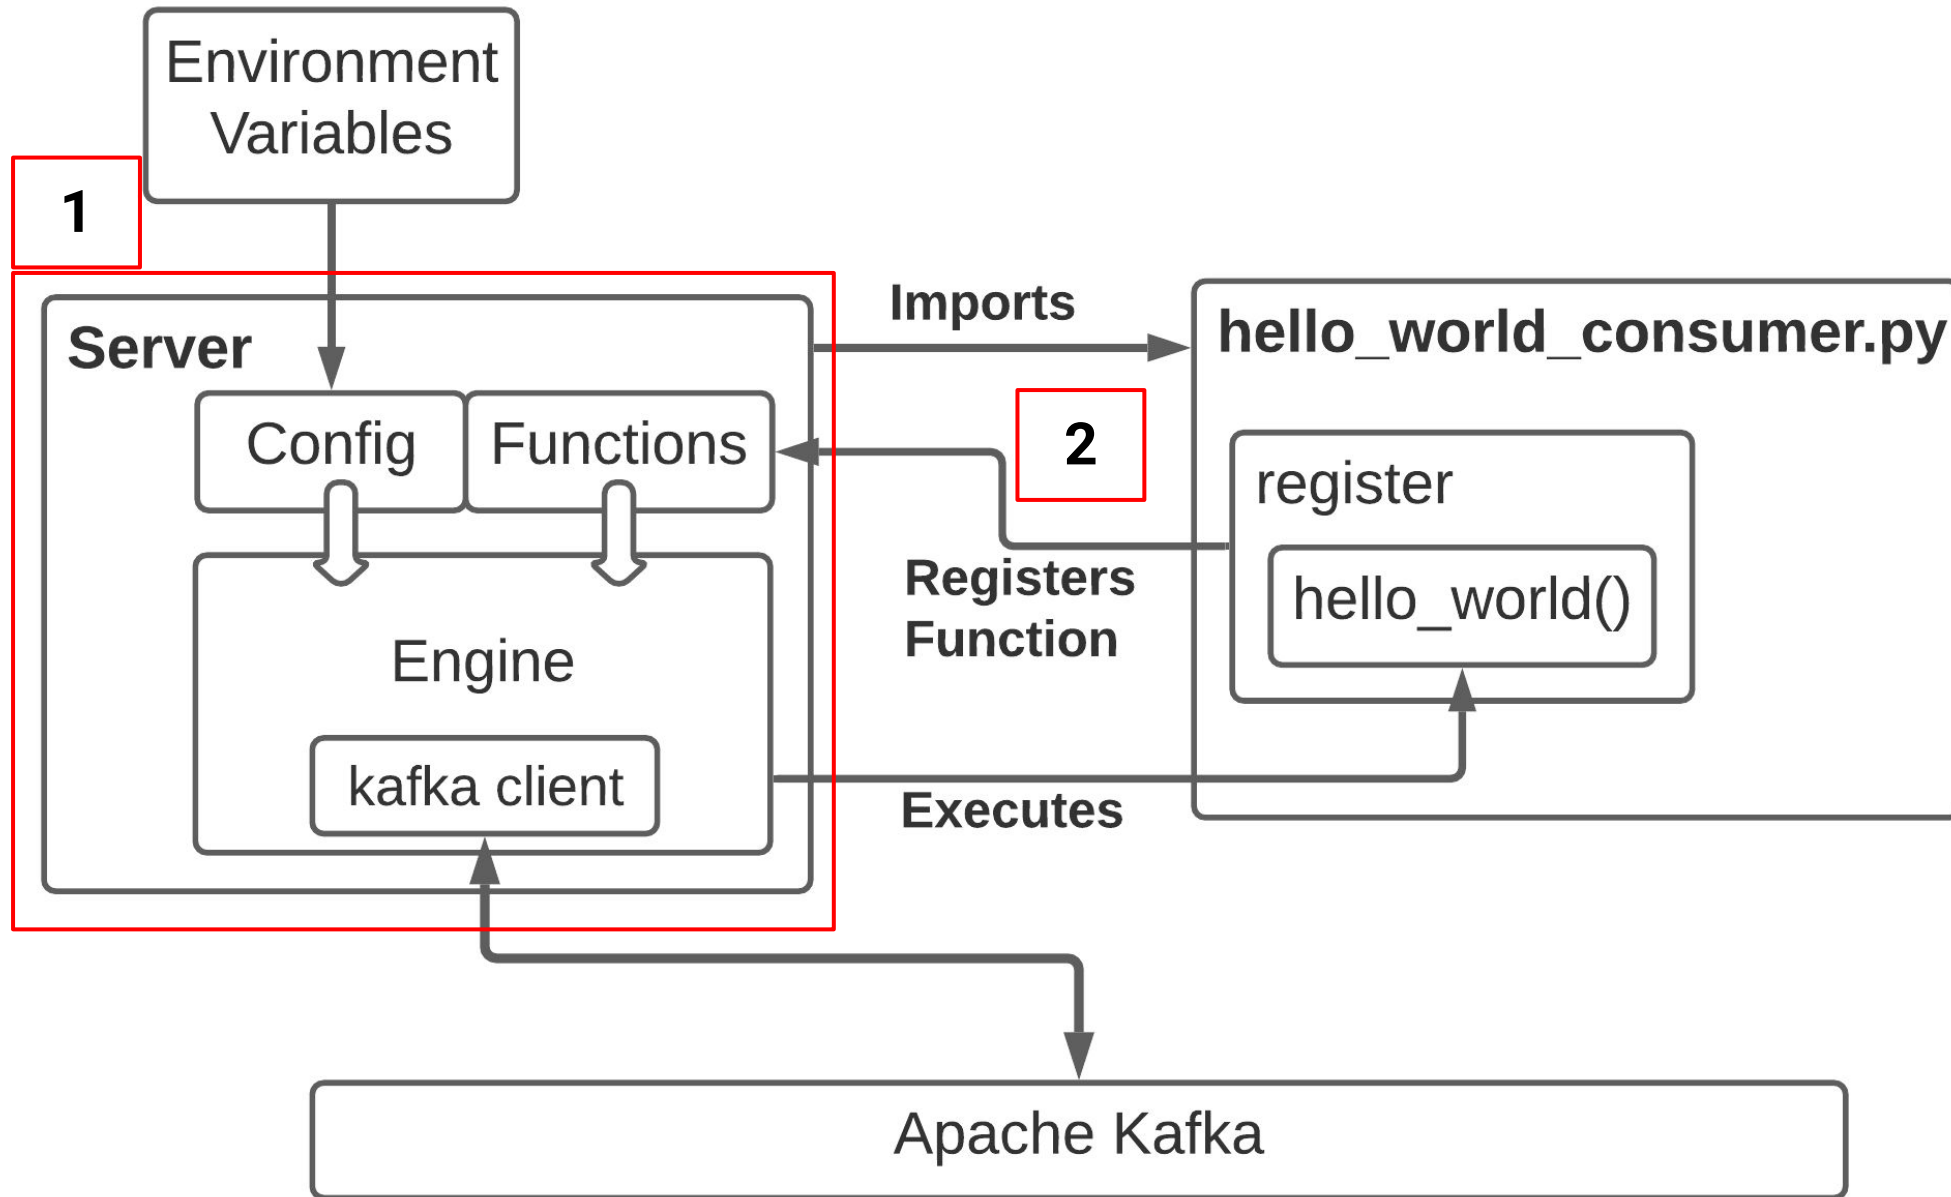 Environment
Variables
1
Server
Imports
hello_world_consumer.py
Config
Functions
2
register
Registers
Function
hello_world()
Engine
kafka client
Executes
Apache Kafka